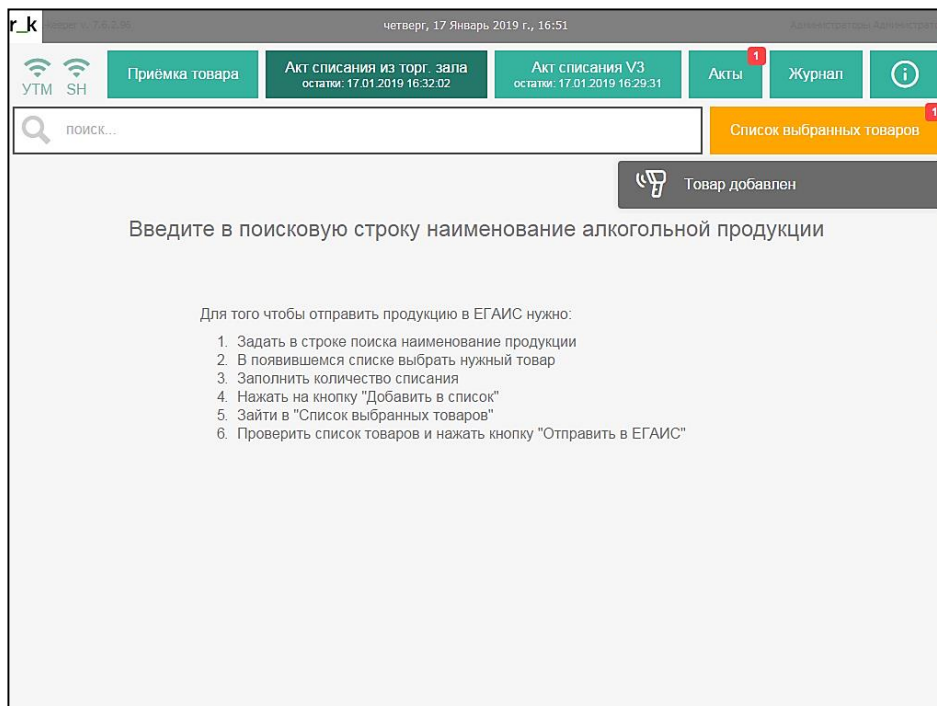 r_k
четверг, 17 Январь 2019 г., 16:51
УТМ SH
Приёмка товара
Акт списания из торг. зала
остатки: 17.01.2019 16:32:02
Акт списания V3
остатки: 17.01.2019 16:29:31
Акты
1
Журнал
поиск...
Список выбранных товаров
1
Товар добавлен
Введите в поисковую строку наименование алкогольной продукции
Для того чтобы отправить продукцию в ЕГАИС нужно:
1. Задать в строке поиска наименование продукции
2. В появившемся списке выбрать нужный товар
3. Заполнить количество списания
4. Нажать на кнопку "Добавить в список"
5. Зайти в "Список выбранных товаров"
6. Проверить список товаров и нажать кнопку "Отправить в ЕГАИС"